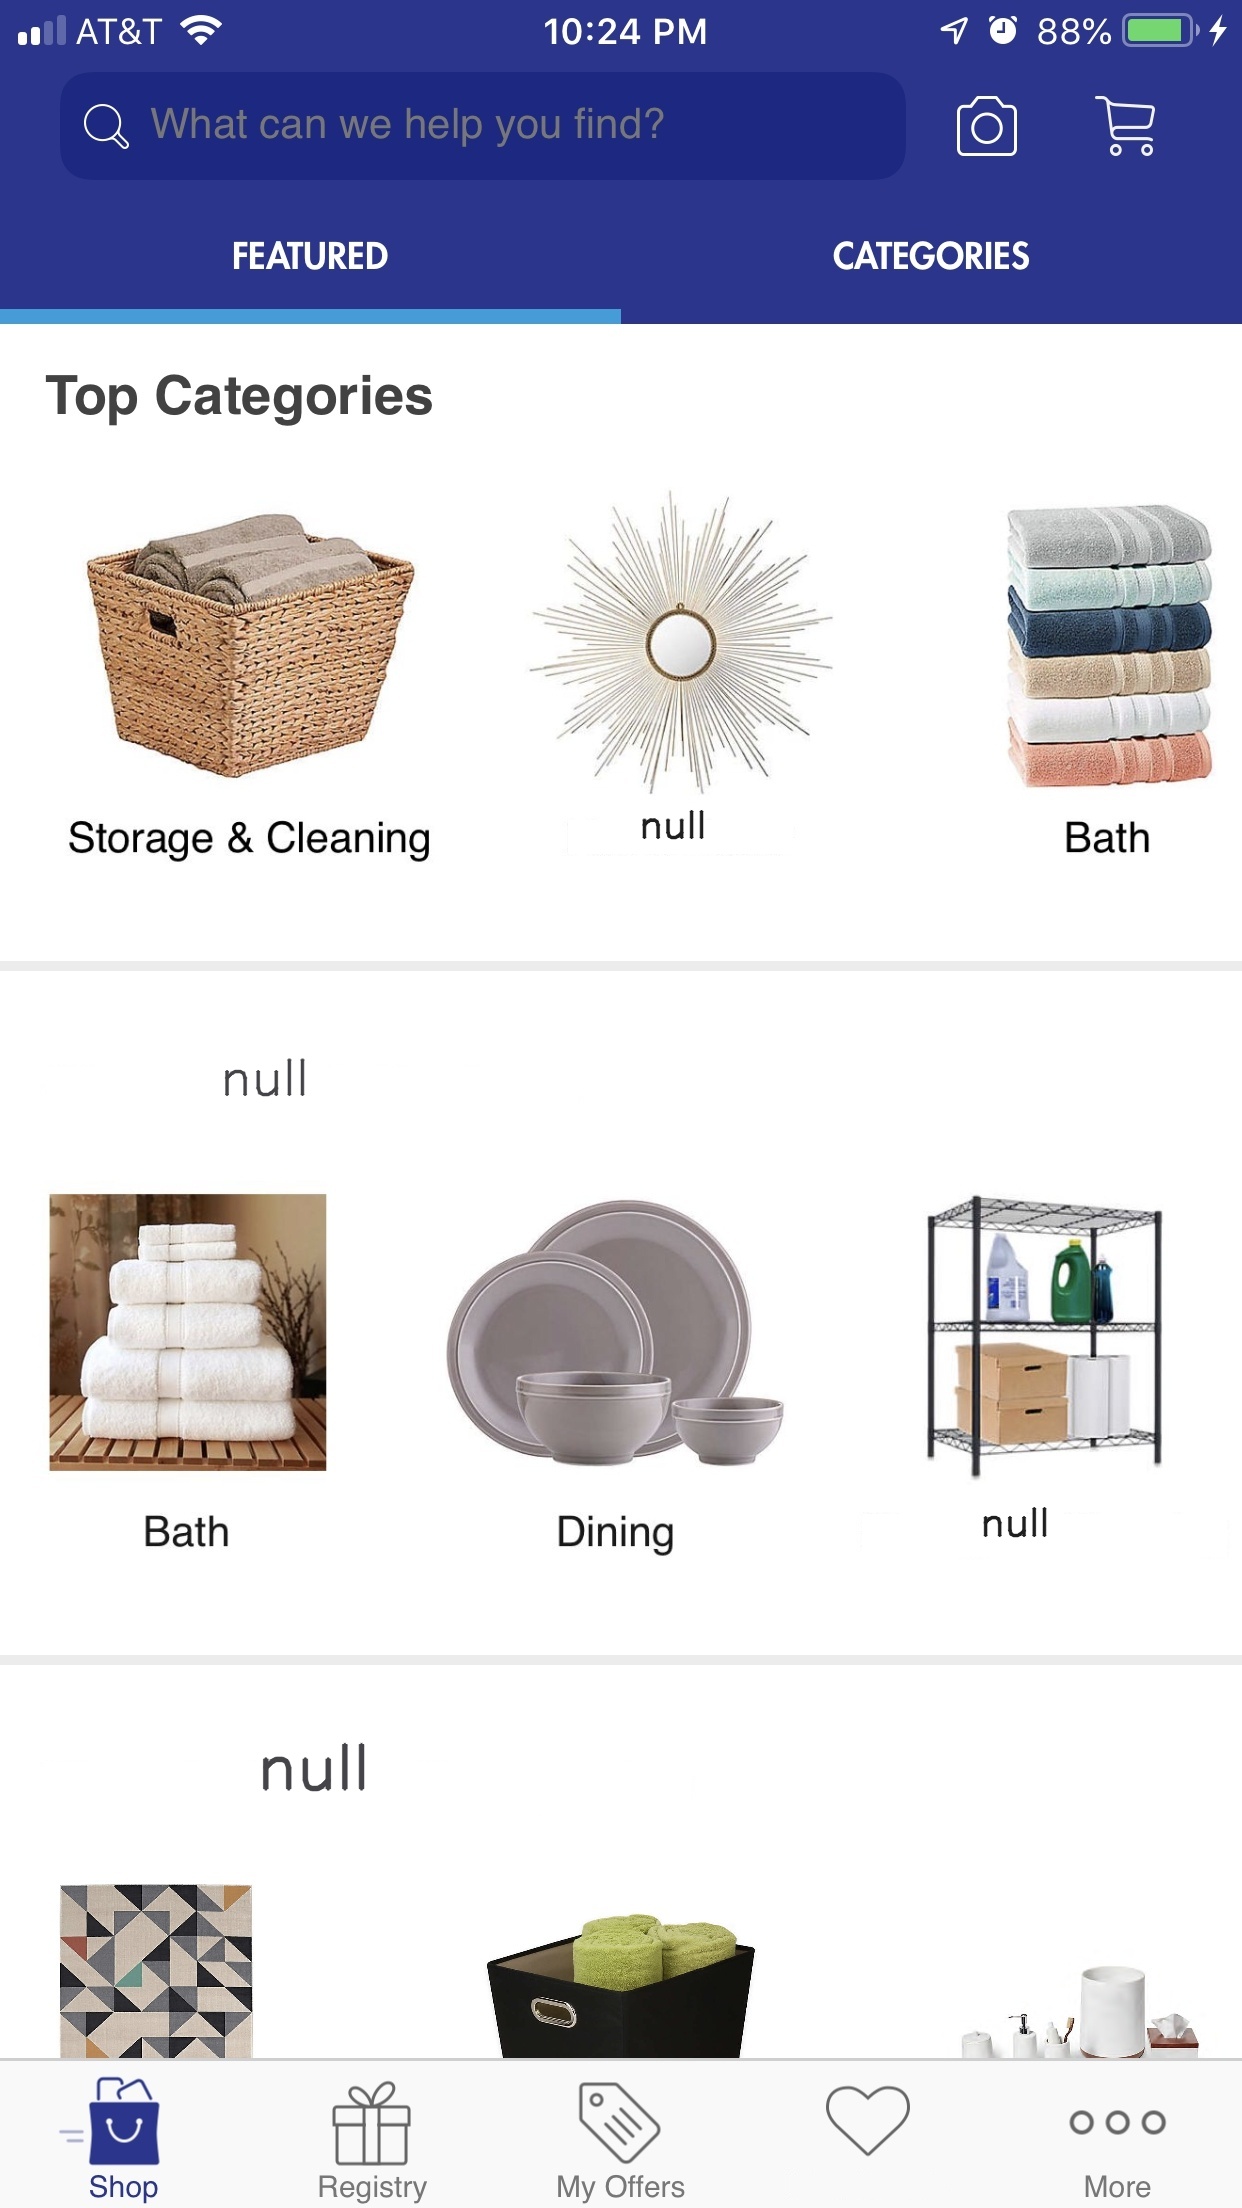 AT&T 10:24 PM 88%
What can we help you find?
FEATURED CATEGORIES
Top Categories
Storage & Cleaning null Bath
null
Bath Dining null
null
Shop Registry My Offers More